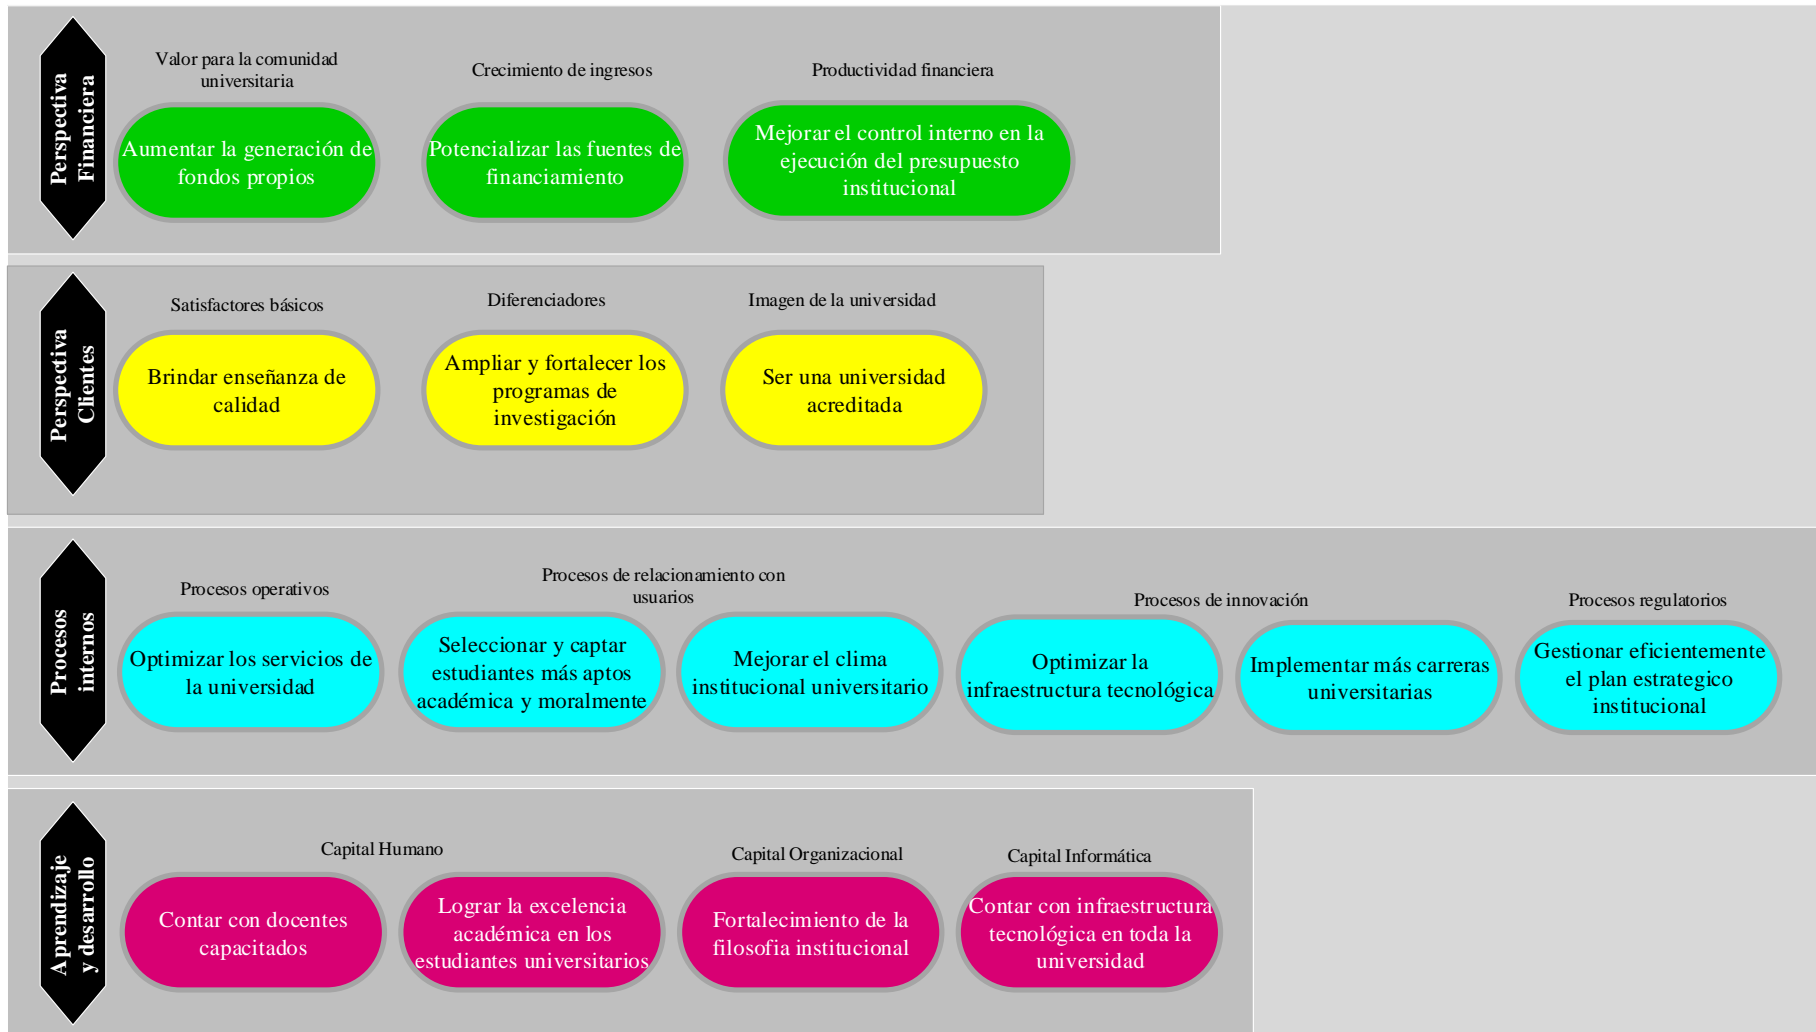 Perspectiva
Financiera
Valor para la comunidad
universitaria
Crecimiento de ingresos
Productividad financiera
Aumentar la generación de
fondos propios
Potencializar las fuentes de
financiamiento
Mejorar el control interno en la
ejecución del presupuesto
institucional
Perspectiva
Clientes
Satisfactores básicos
Diferenciadores
Imagen de la universidad
Brindar enseñanza de
calidad
Ampliar y fortalecer los
programas de
investigación
Ser una universidad
acreditada
Procesos
internos
Procesos operativos
Procesos de relacionamiento con
usuarios
Procesos de innovación
Procesos regulatorios
Optimizar los servicios de
la universidad
Seleccionar y captar
estudiantes más aptos
académica y moralmente
Mejorar el clima
institucional universitario
Optimizar la
infraestructura tecnológica
Implementar más carreras
universitarias
Gestionar eficientemente
el plan estrategico
institucional
Aprendizaje
y desarrollo
Capital Humano
Capital Organizacional
Capital Informática
Contar con docentes
capacitados
Lograr la excelencia
académica en los
estudiantes universitarios
Fortalecimiento de la
filosofia institucional
Contar con infraestructura
tecnológica en toda la
universidad